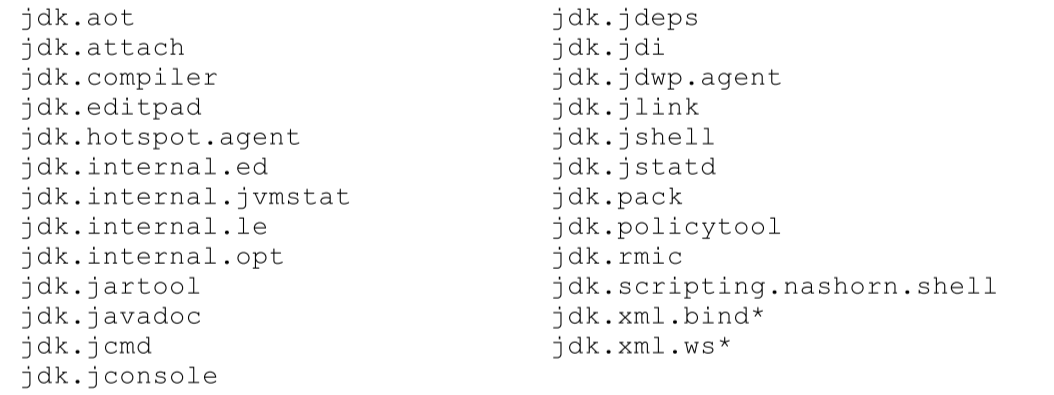 jdk.aot
jdk.attach
jdk.compiler
jdk.editpad
jdk.hotspot.agent
jdk.internal.ed
jdk.internal.jvmstat
jdk.internal.le
jdk.internal.opt
jdk.jartool
jdk.javadoc
jdk.jcmd
jdk.jconsole
jdk.jdeps
jdk.jdi
jdk.jdwp.agent
jdk.jlink
jdk.jshell
jdk.jstatd
jdk.pack
jdk.policytool
jdk.rmic
jdk.scripting.nashorn.shell
jdk.xml.bind*
jdk.xml.ws*